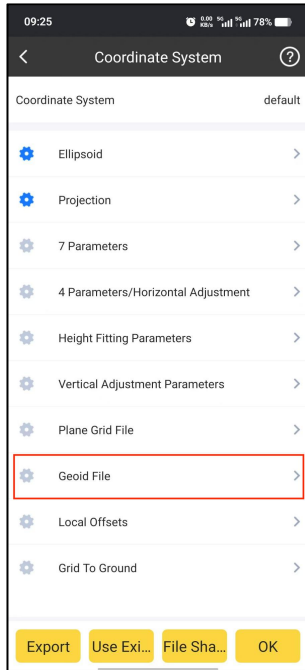 09:25 0.00 KB/s 5G 5G 78%
Coordinate System ?
Coordinate System default
Ellipsoid
Projection
7 Parameters
4 Parameters/Horizontal Adjustment
Height Fitting Parameters
Vertical Adjustment Parameters
Plane Grid File
Geoid File
Local Offsets
Grid To Ground
Export Use Exi... File Sha... OK